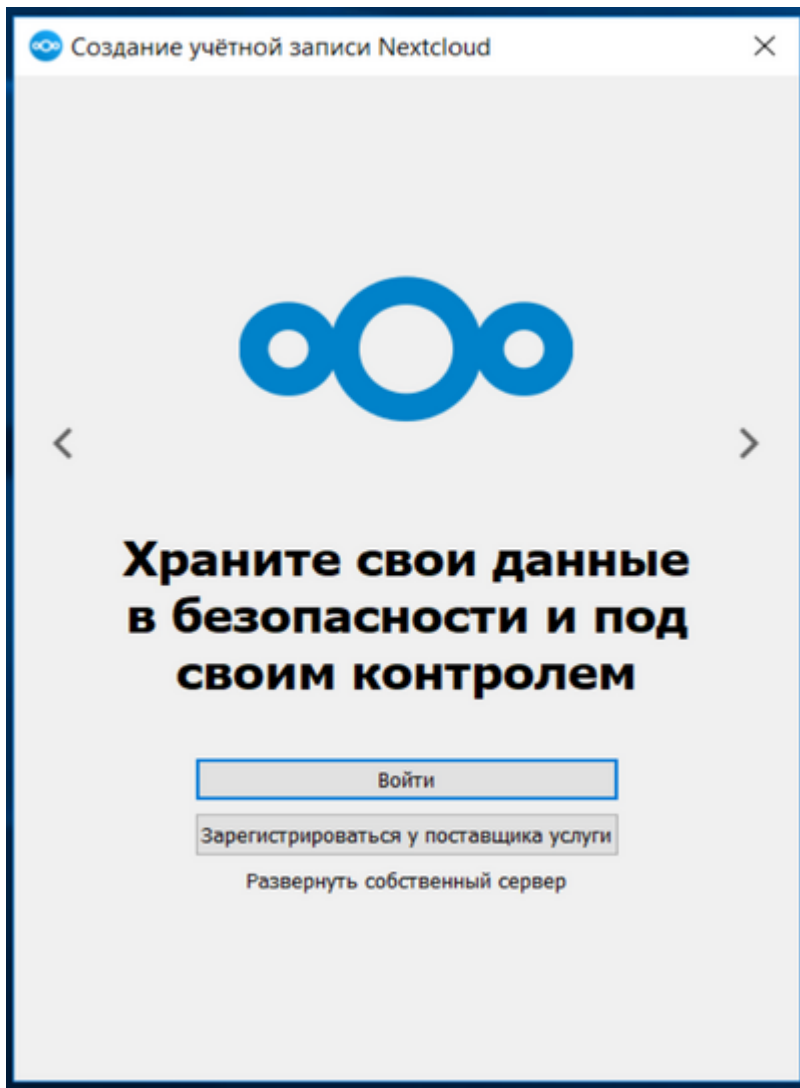 Создание учётной записи Nextcloud
Храните свои данные
в безопасности и под
своим контролем
Войти
Зарегистрироваться у поставщика услуги
Развернуть собственный сервер